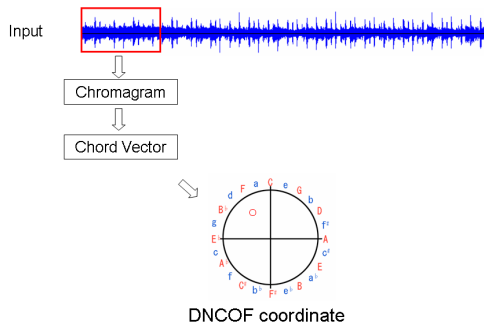 Input
Chromagram
Chord Vector
C e G b D f♯ A c♯ E a♭ B e♭ F♯ b♭ C♯ f A♭ c E♭ g B♭ d F a
DNCOF coordinate